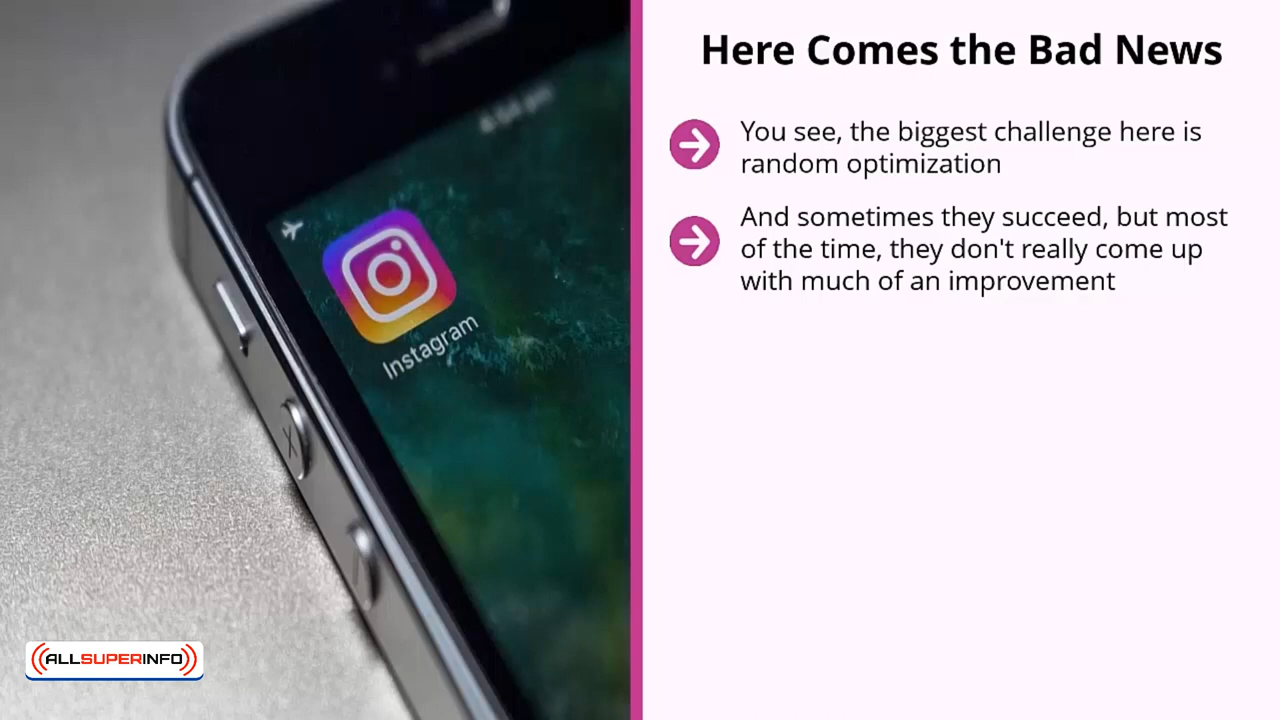 Here Comes the Bad News
You see, the biggest challenge here is
random optimization
And sometimes they succeed, but most
of the time, they don't really come up
with much of an improvement
Instagram
ALLSUPERINFO